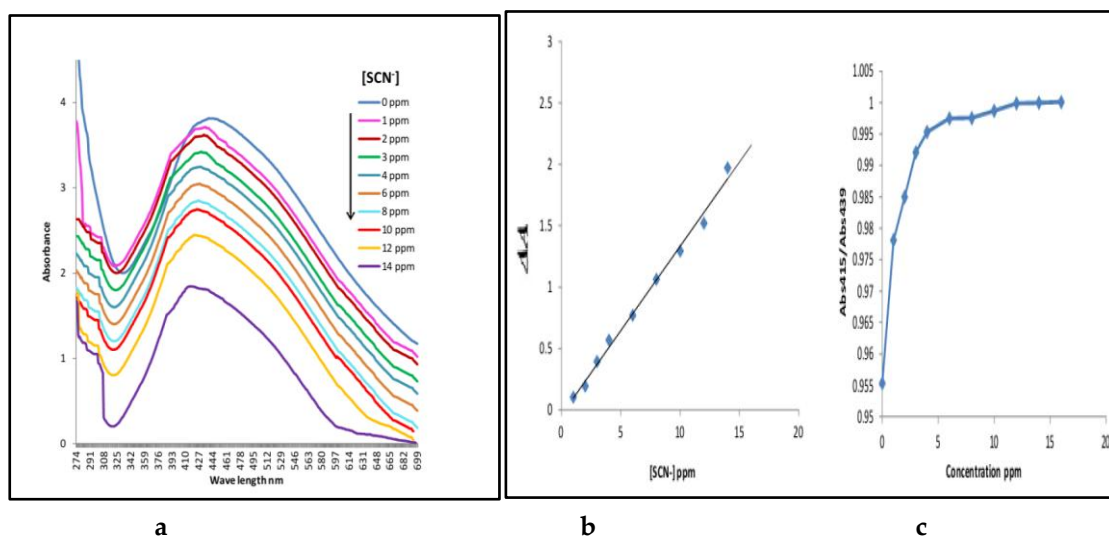 [SCN-]
0 ppm
1 ppm
2 ppm
3 ppm
4 ppm
6 ppm
8 ppm
10 ppm
12 ppm
14 ppm
4
3
2
1
0
Absorbance
274 291 308 325 342 359 376 393 410 427 444 461 478 495 512 529 546 563 580 597 614 631 648 665 682 699
Wave length nm
a
3
2.5
2
1.5
1
0.5
0
0 5 10 15 20
[SCN-] ppm
b
1.005
1
0.995
0.99
0.985
0.98
0.975
0.97
0.965
0.96
0.955
0.95
Abs415/Abs439
0 5 10 15 20
Concentration ppm
c